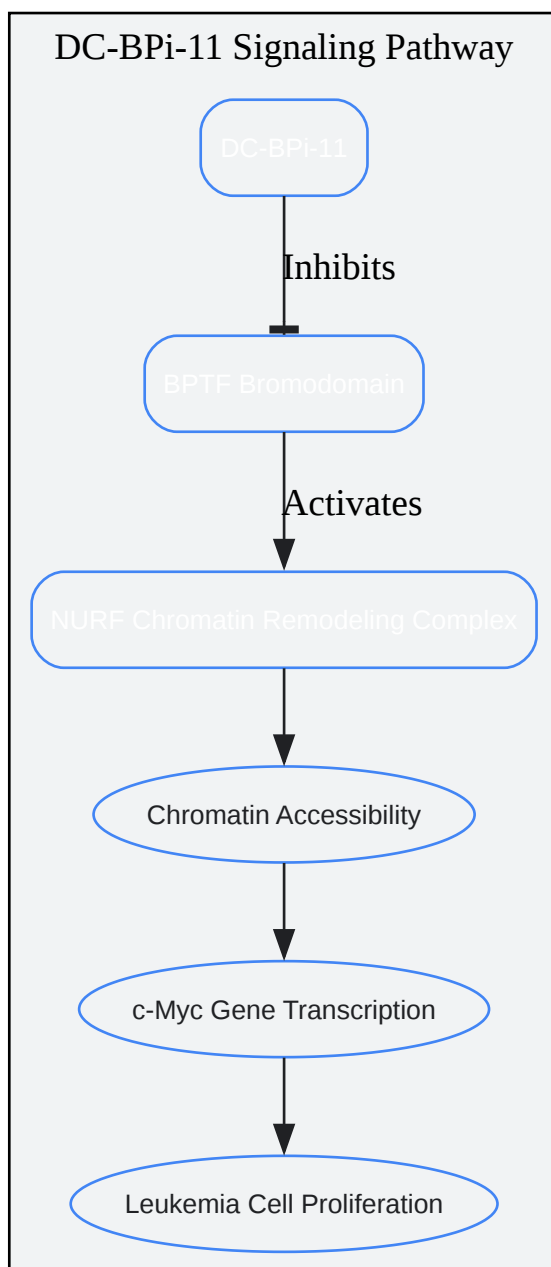 DC-BPi-11 Signaling Pathway
DC-BPi-11
Inhibits
BPTF Bromodomain
Activates
NURF Chromatin Remodeling Complex
Chromatin Accessibility
c-Myc Gene Transcription
Leukemia Cell Proliferation